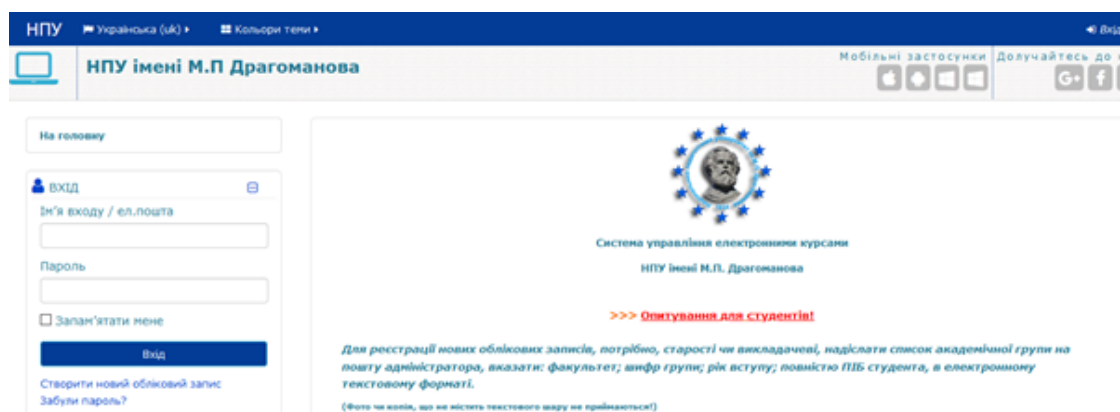 НПУ Українська (uk) Кольори теми Вхід
НПУ імені М.П Драгоманова
Мобільні застосунки Долучайтесь до
На головну
ВХІД
Ім'я входу / ел.пошта
Пароль
Запам'ятати мене
Вхід
Створити новий обліковий запис
Забули пароль?
Система управління електронними курсами
НПУ імені М.П. Драгоманова
>>> Опитування для студентів!
Для реєстрації нових облікових записів, потрібно, старості чи викладачеві, надіслати список академічної групи на
пошту адміністратора, вказати: факультет; шифр групи; рік вступу; повністю ПІБ студента, в електронному
текстовому форматі.
(Фото чи копія, що не містить текстового шару не приймаються!)